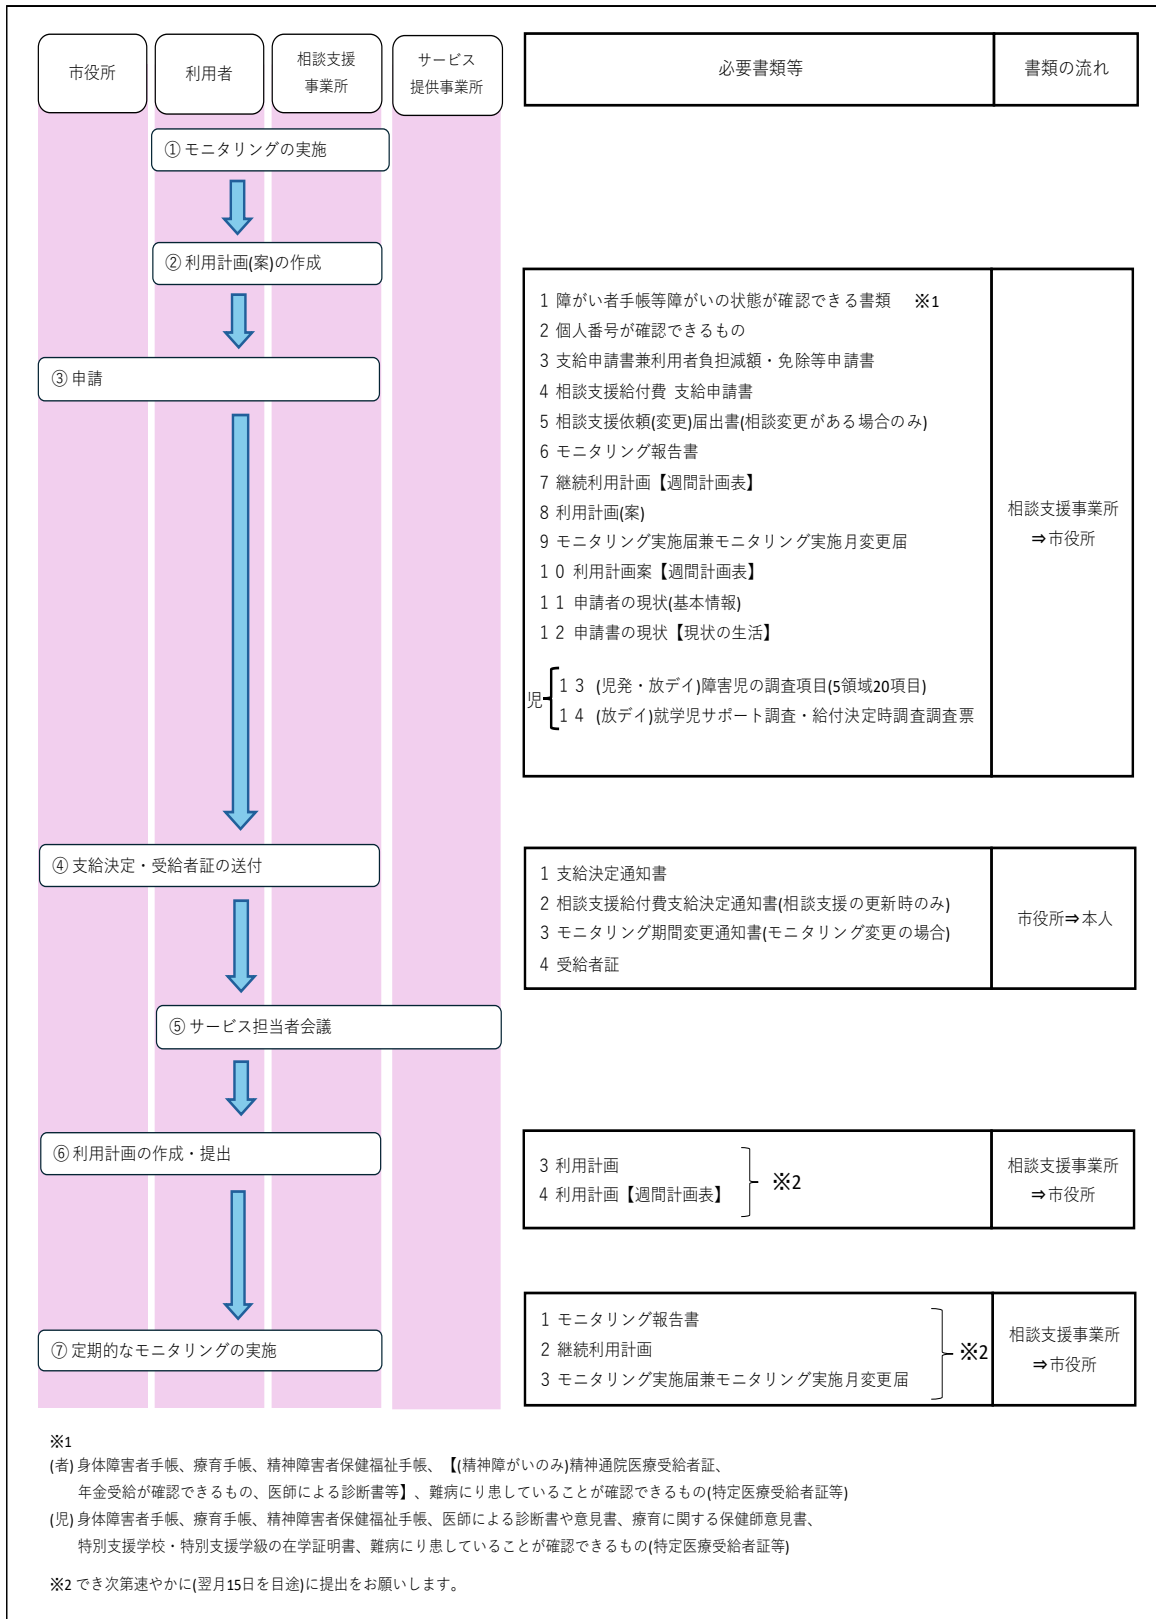 市役所
利用者
相談支援
事業所
サービス
提供事業所
必要書類等
書類の流れ
①モニタリングの実施
②利用計画(案)の作成
③申請
1 障がい者手帳等障がいの状態が確認できる書類 ※1
2 個人番号が確認できるもの
3 支給申請書兼利用者負担減額・免除等申請書
4 相談支援給付費 支給申請書
5 相談支援依頼(変更)届出書(相談変更がある場合のみ)
6 モニタリング報告書
7 継続利用計画【週間計画表】
8 利用計画(案)
9 モニタリング実施届兼モニタリング実施月変更届
10 利用計画案【週間計画表】
11 申請者の現状(基本情報)
12 申請書の現状【現状の生活】
児
13 (児発・放デイ)障害児の調査項目(5領域20項目)
14 (放デイ)就学児サポート調査・給付決定時調査調査票
相談支援事業所
⇒市役所
④支給決定・受給者証の送付
1 支給決定通知書
2 相談支援給付費支給決定通知書(相談支援の更新時のみ)
3 モニタリング期間変更通知書(モニタリング変更の場合)
4 受給者証
市役所⇒本人
⑤サービス担当者会議
⑥利用計画の作成・提出
3 利用計画
4 利用計画【週間計画表】
※2
相談支援事業所
⇒市役所
⑦定期的なモニタリングの実施
1 モニタリング報告書
2 継続利用計画
3 モニタリング実施届兼モニタリング実施月変更届
※2
相談支援事業所
⇒市役所
※1
(者)身体障害者手帳、療育手帳、精神障害者保健福祉手帳、【(精神障がいのみ)精神通院医療受給者証、
年金受給が確認できるもの、医師による診断書等】、難病にり患していることが確認できるもの(特定医療受給者証等)
(児)身体障害者手帳、療育手帳、精神障害者保健福祉手帳、医師による診断書や意見書、療育に関する保健師意見書、
特別支援学校・特別支援学級の在学証明書、難病にり患していることが確認できるもの(特定医療受給者証等)
※2 でき次第速やかに(翌月15日を目途)に提出をお願いします。